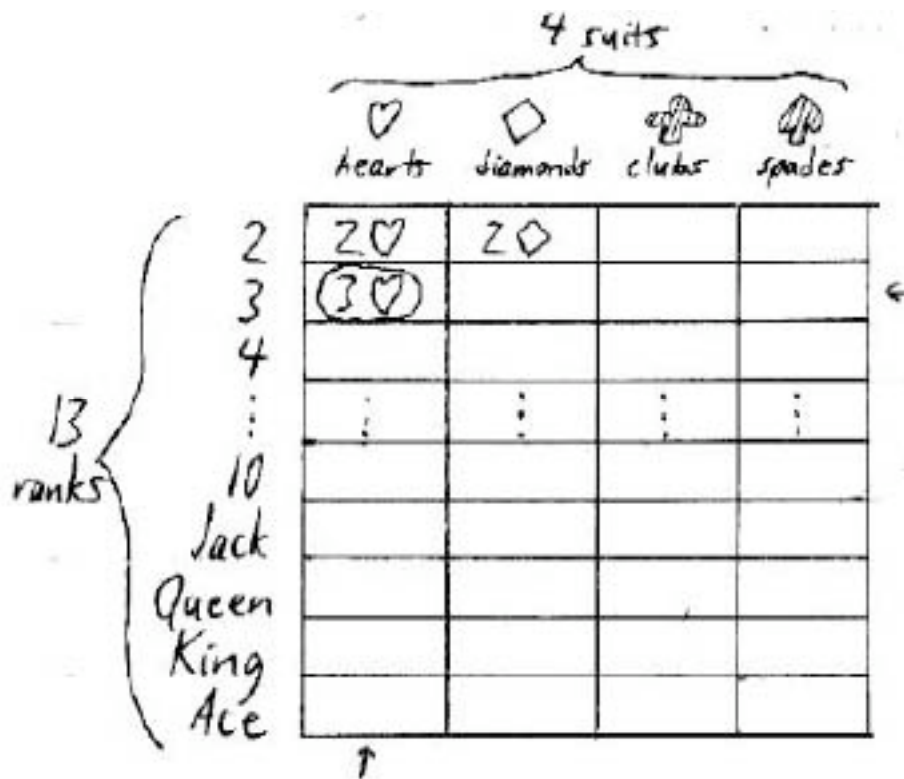 4 suits
♡ ◇ ♣ ♠
hearts diamonds clubs spades
2 2♡ 2◇
3 3♡ ←
4
⋮ ⋮ ⋮ ⋮ ⋮
13
ranks
10
Jack
Queen
King
Ace
↑